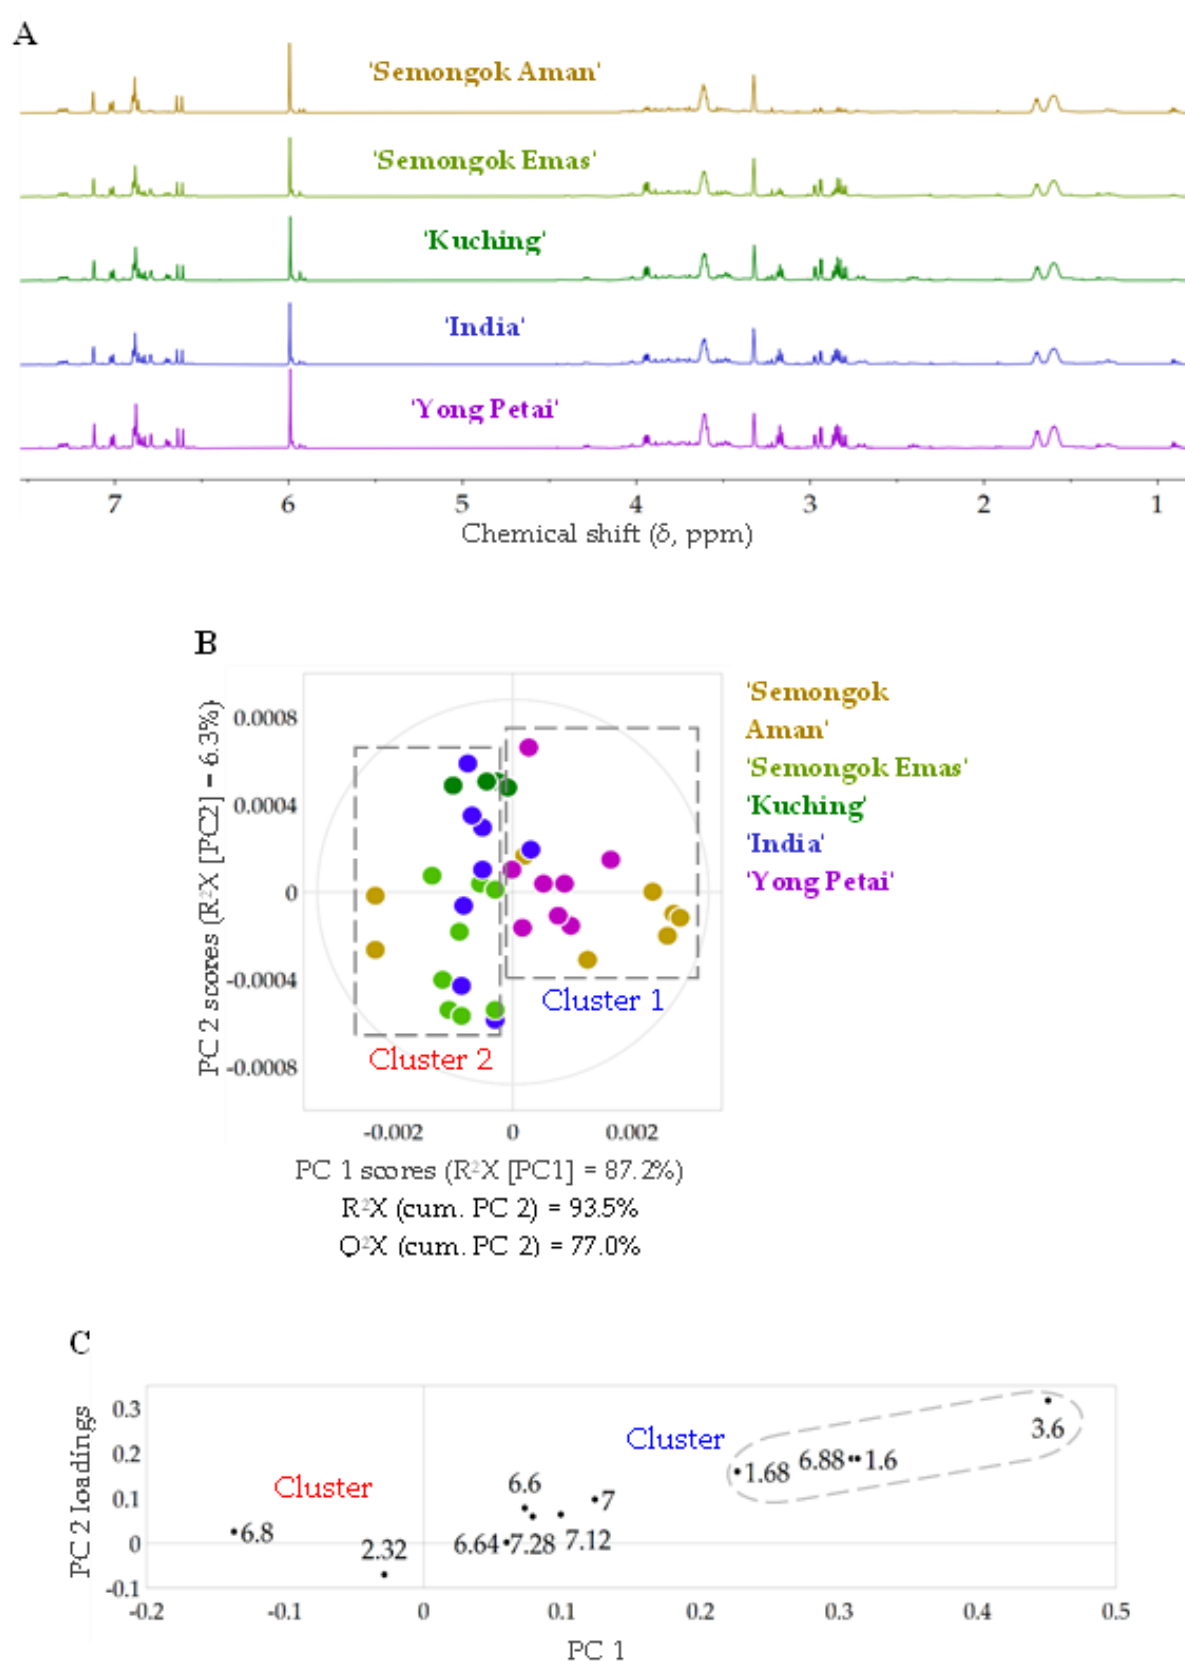 A
'Semongok Aman'
'Semongok Emas'
'Kuching'
'India'
'Yong Petai'
7 6 5 4 3 2 1
Chemical shift (δ, ppm)
B
PC 2 scores (R²X [PC2] = 6.3%)
0.0008
0.0004
0
-0.0004
-0.0008
Cluster 1
Cluster 2
-0.002 0 0.002
PC 1 scores (R²X [PC1] = 87.2%)
R²X (cum. PC 2) = 93.5%
Q²X (cum. PC 2) = 77.0%
'Semongok
Aman'
'Semongok Emas'
'Kuching'
'India'
'Yong Petai'
C
PC 2 loadings
0.3
0.2
0.1
0
-0.1
Cluster
Cluster
3.6
1.68 6.88 1.6
6.6
7
6.8
2.32
6.64 7.28 7.12
-0.2 -0.1 0 0.1 0.2 0.3 0.4 0.5
PC 1